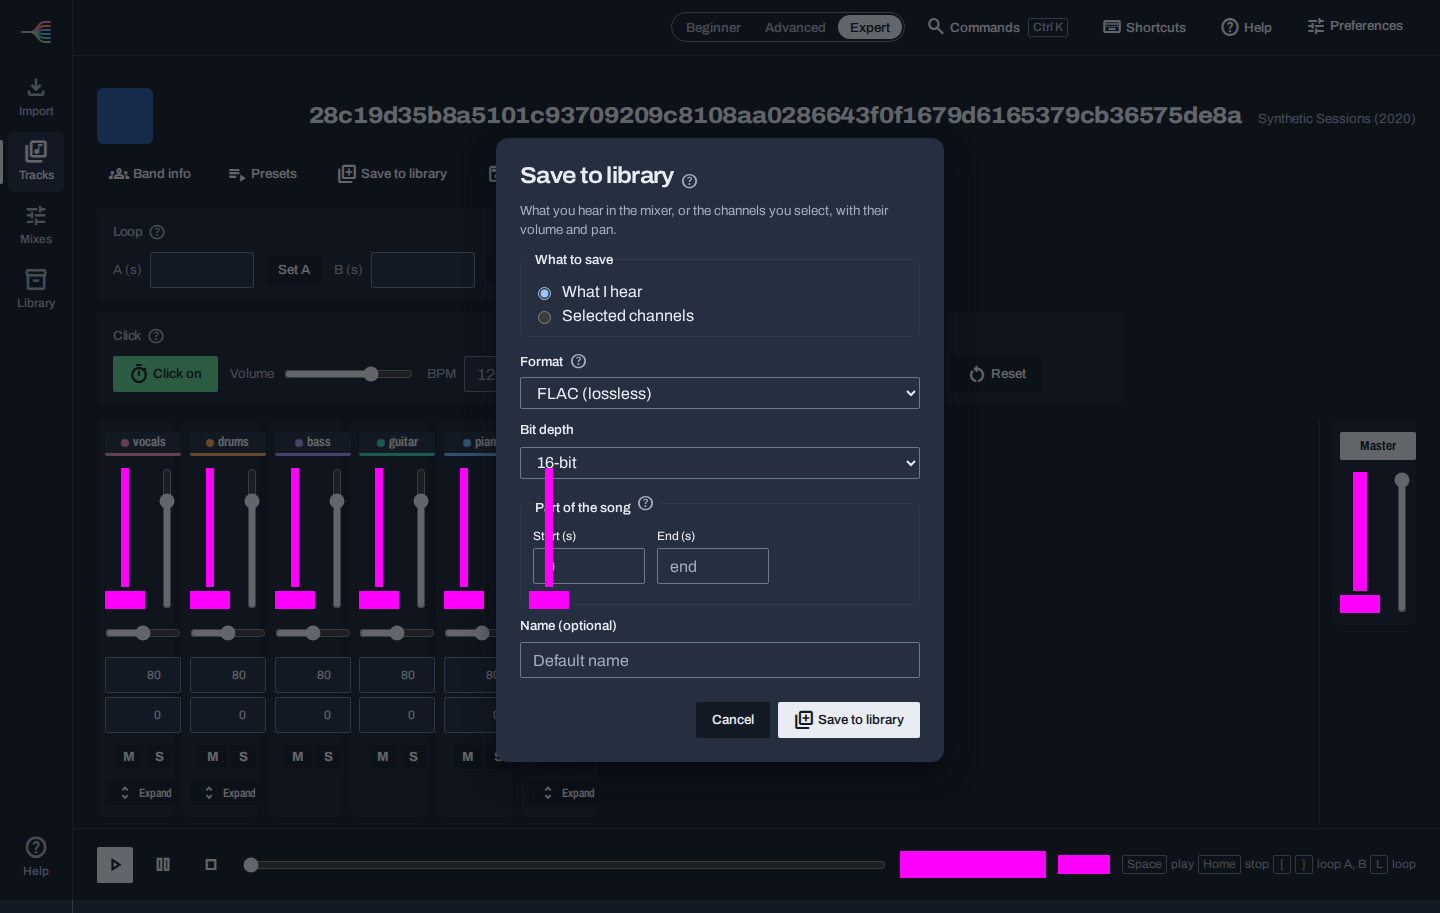 Beginner Advanced Expert Commands Ctrl K Shortcuts Help Preferences
Import
Tracks
Mixes
Library
Help
28c19d35b8a5101c93709209c8108aa0286643f0f1679d6165379cb36575de8a Synthetic Sessions (2020)
Band info Presets Save to library
Loop
A (s) Set A B (s)
Click
Click on Volume BPM Reset
vocals drums bass guitar Master
80 80 80 80
0 0 0 0
M S M S M S M S M
Expand Expand Expand
Save to library
What you hear in the mixer, or the channels you select, with their
volume and pan.
What to save
What I hear
Selected channels
Format
FLAC (lossless)
Bit depth
16-bit
Part of the song
Start (s) End (s)
end
Name (optional)
Default name
Cancel Save to library
Space play Home stop [ ] loop A, B L loop